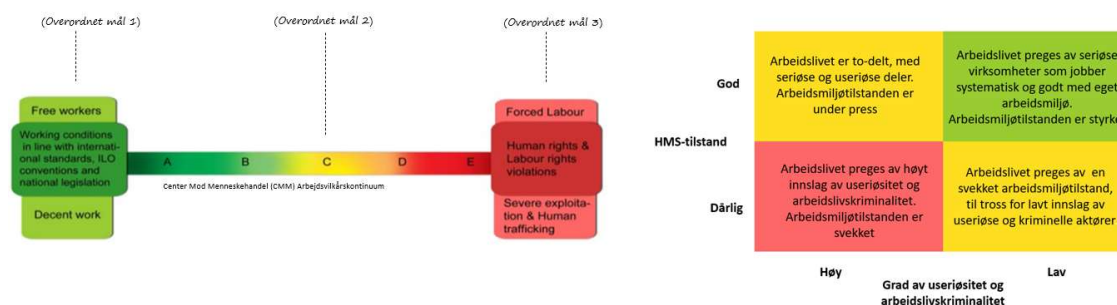 (Overordnet mål 1)
(Overordnet mål 2)
(Overordnet mål 3)
Free workers
Working conditions
in line with internati-
onal standards, ILO
conventions and
national legislation
Decent work
A B C D E
Center Mod Menneskehandel (CMM) Arbejdsvilkårskontinuum
Forced Labour
Human rights &
Labour rights
violations
Severe exploita-
tion & Human
trafficking
God
HMS-tilstand
Dårlig
Arbeidslivet er to-delt, med
seriøse og useriøse deler.
Arbeidsmiljøtilstanden er
under press
Arbeidslivet preges av seriøse
virksomheter som jobber
systematisk og godt med eget
arbeidsmiljø.
Arbeidsmiljøtilstanden er styrke
Arbeidslivet preges av høyt
innslag av useriøsitet og
arbeidslivskriminalitet.
Arbeidsmiljøtilstanden er
svekket
Arbeidslivet preges av en
svekket arbeidsmiljøtilstand,
til tross for lavt innslag av
useriøse og kriminelle aktører
Høy
Lav
Grad av useriøsitet og
arbeidslivskriminalitet